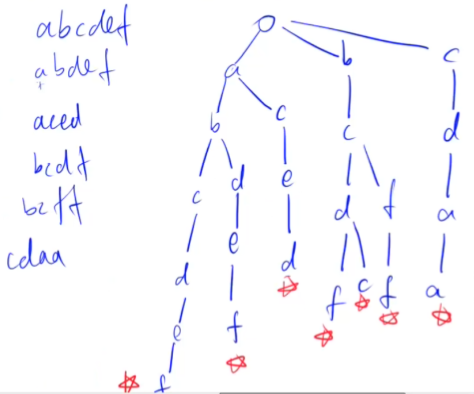 abcdef
abdef
aced
bcdf
bcff
cdaa
a b c
b c c d
c d e d f a
d e d f c f a
e f
f